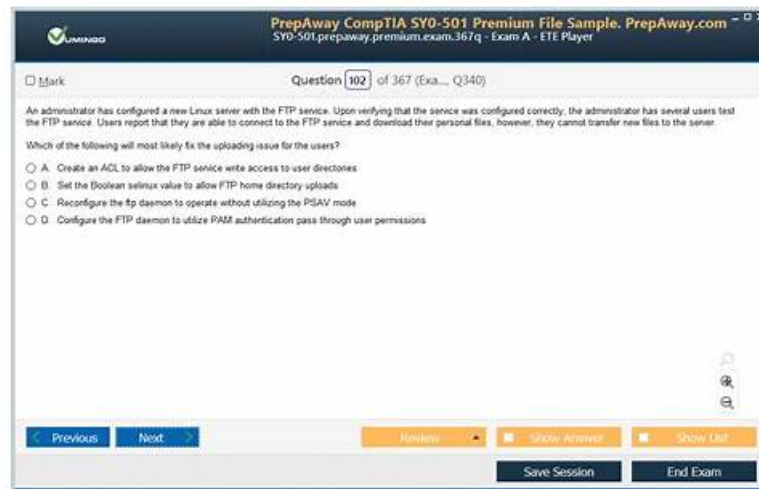 PrepAway CompTIA SY0-501 Premium File Sample. PrepAway.com
VUMINGO
SY0-501.prepaway.premium.exam.367q - Exam A - ETE Player
Mark
Question 102 of 367 (Exa..., Q340)
An administrator has configured a new Linux server with the FTP service. Upon verifying that the service was configured correctly, the administrator has several users test
the FTP service. Users report that they are able to connect to the FTP service and download their personal files, however, they cannot transfer new files to the server.
Which of the following will most likely fix the uploading issue for the users?
A. Create an ACL to allow the FTP service write access to user directories
B. Set the Boolean selinux value to allow FTP home directory uploads
C. Reconfigure the ftp daemon to operate without utilizing the PSAV mode
D. Configure the FTP daemon to utilize PAM authentication pass through user permissions
Previous
Next
Review
Show Answer
Show List
Save Session
End Exam